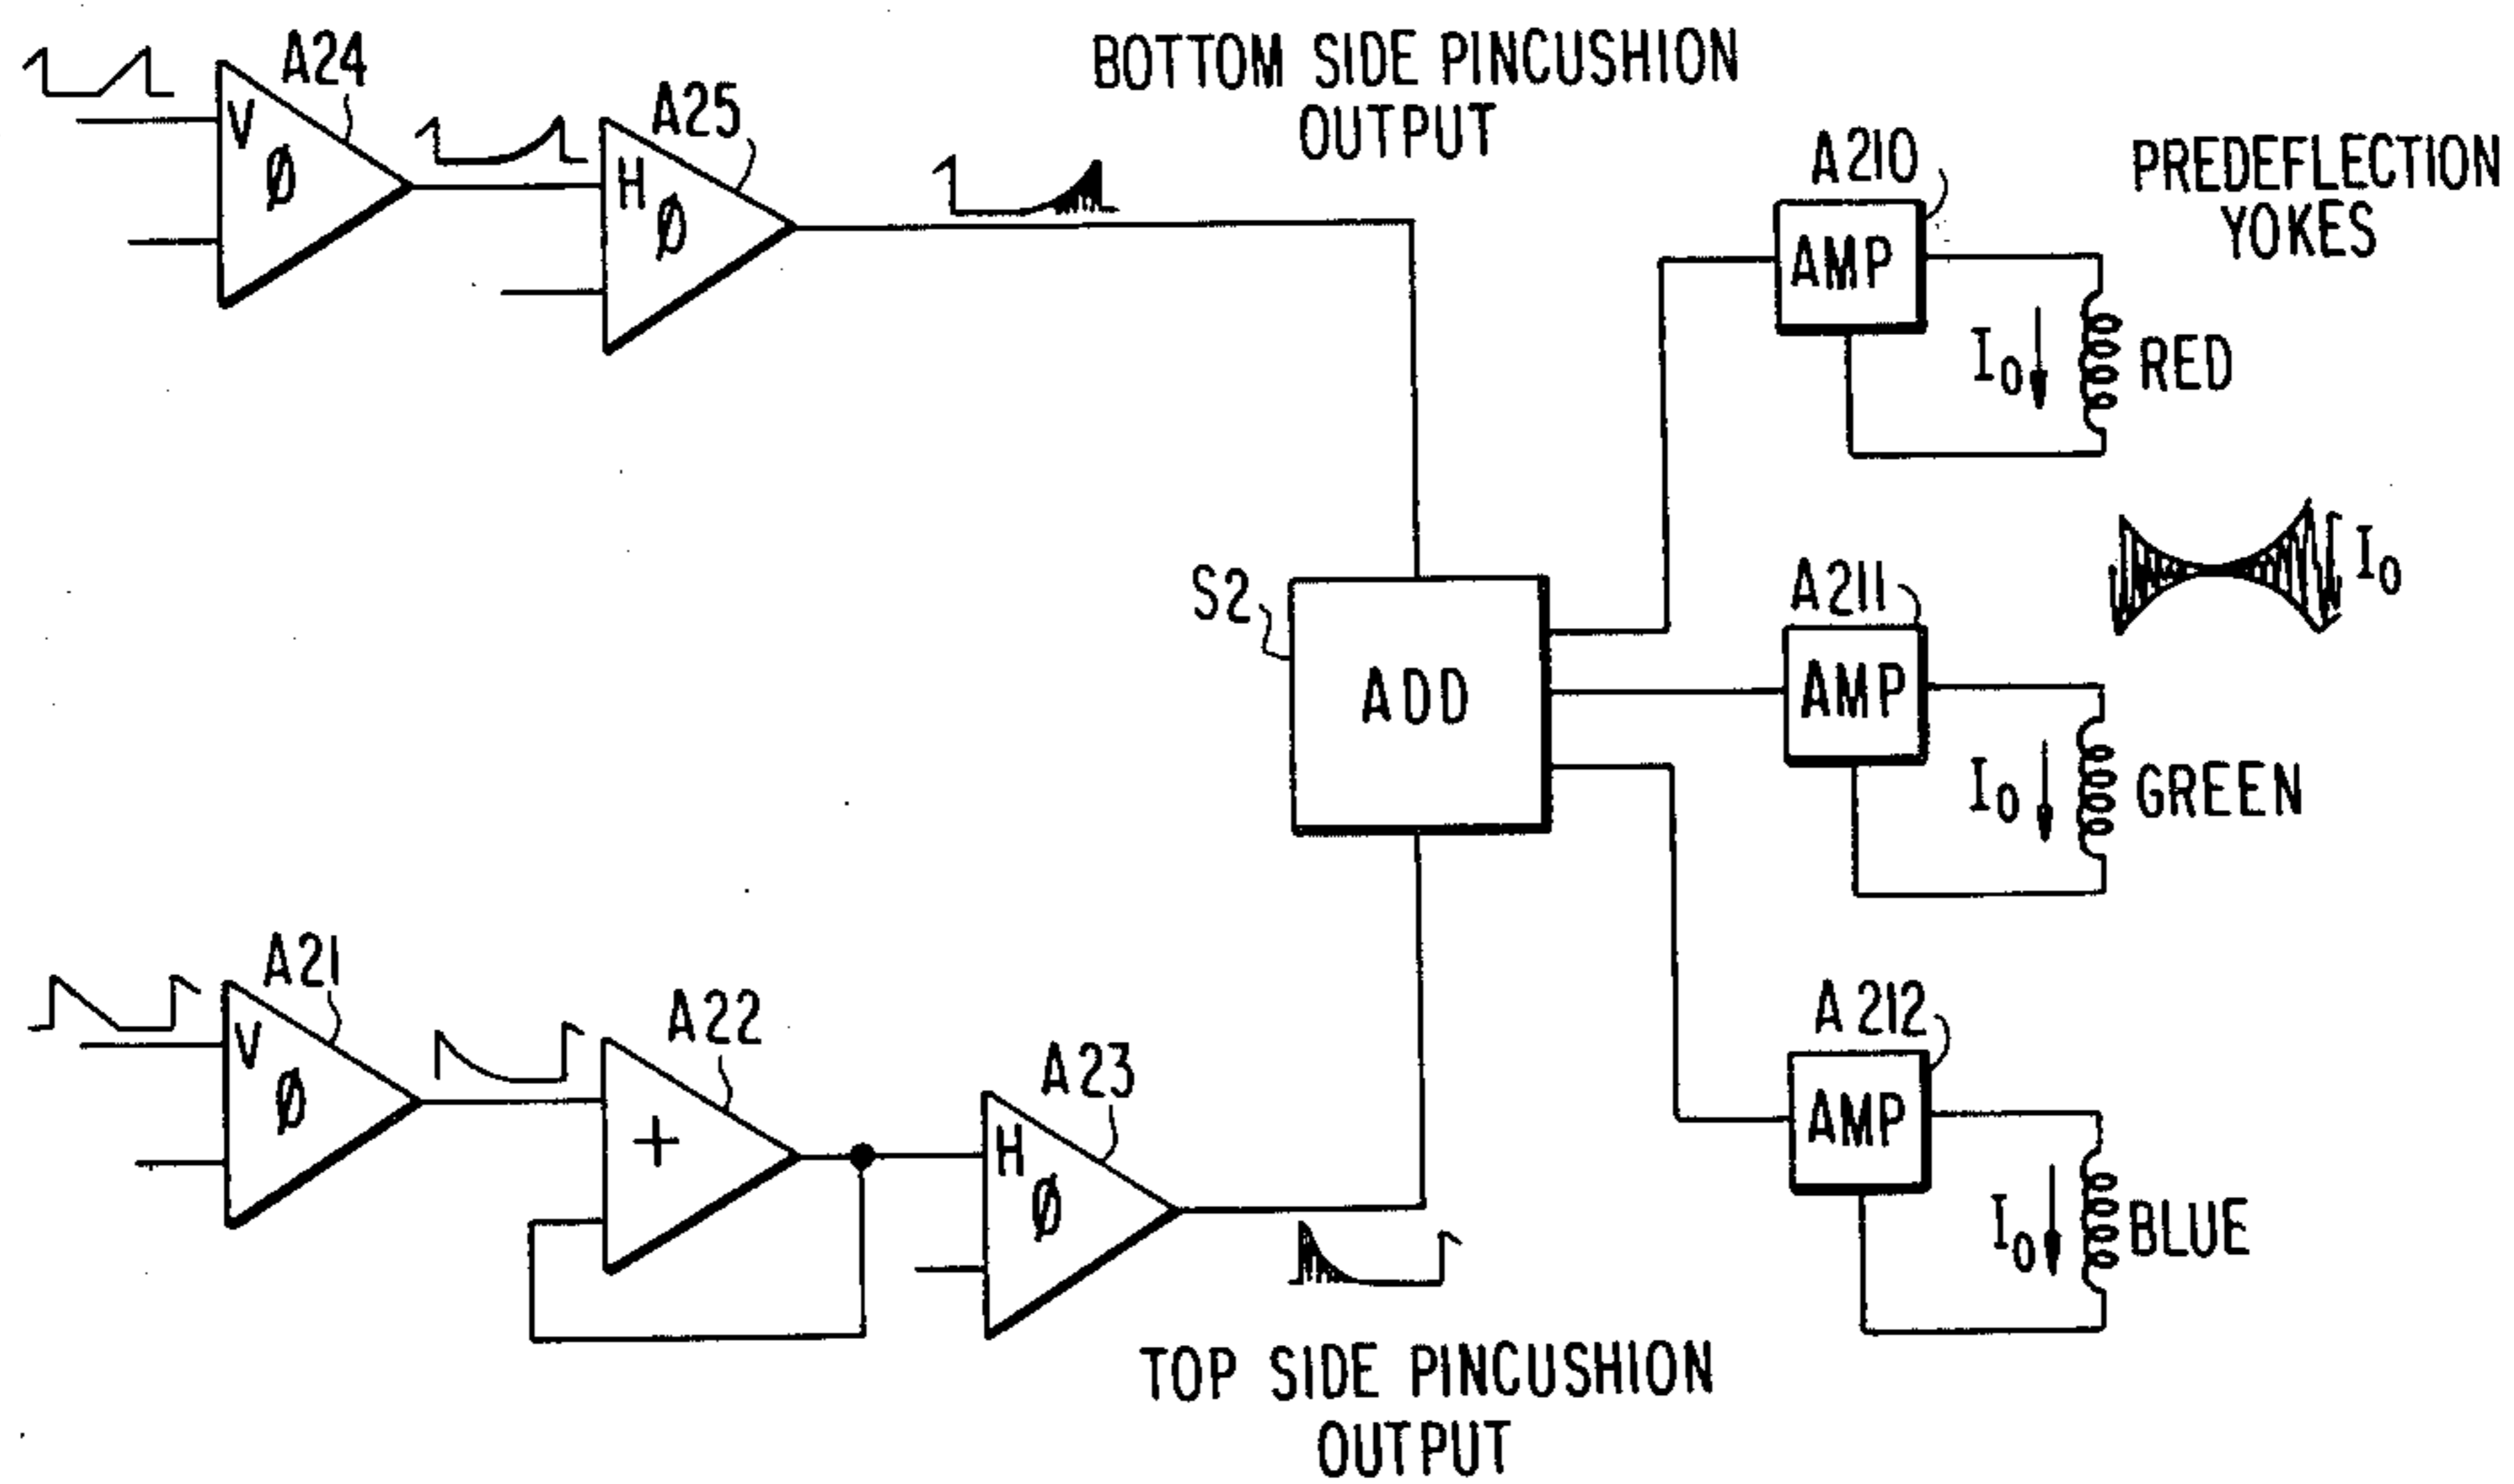 A24
V
Ø
A25
H
Ø
BOTTOM SIDE PINCUSHION
OUTPUT
A210
AMP
PREDEFLECTION
YOKES
I0
RED
S2
ADD
A211
AMP
I0
I0
GREEN
A21
V
Ø
A22
+
A23
H
Ø
A212
AMP
I0
BLUE
TOP SIDE PINCUSHION
OUTPUT